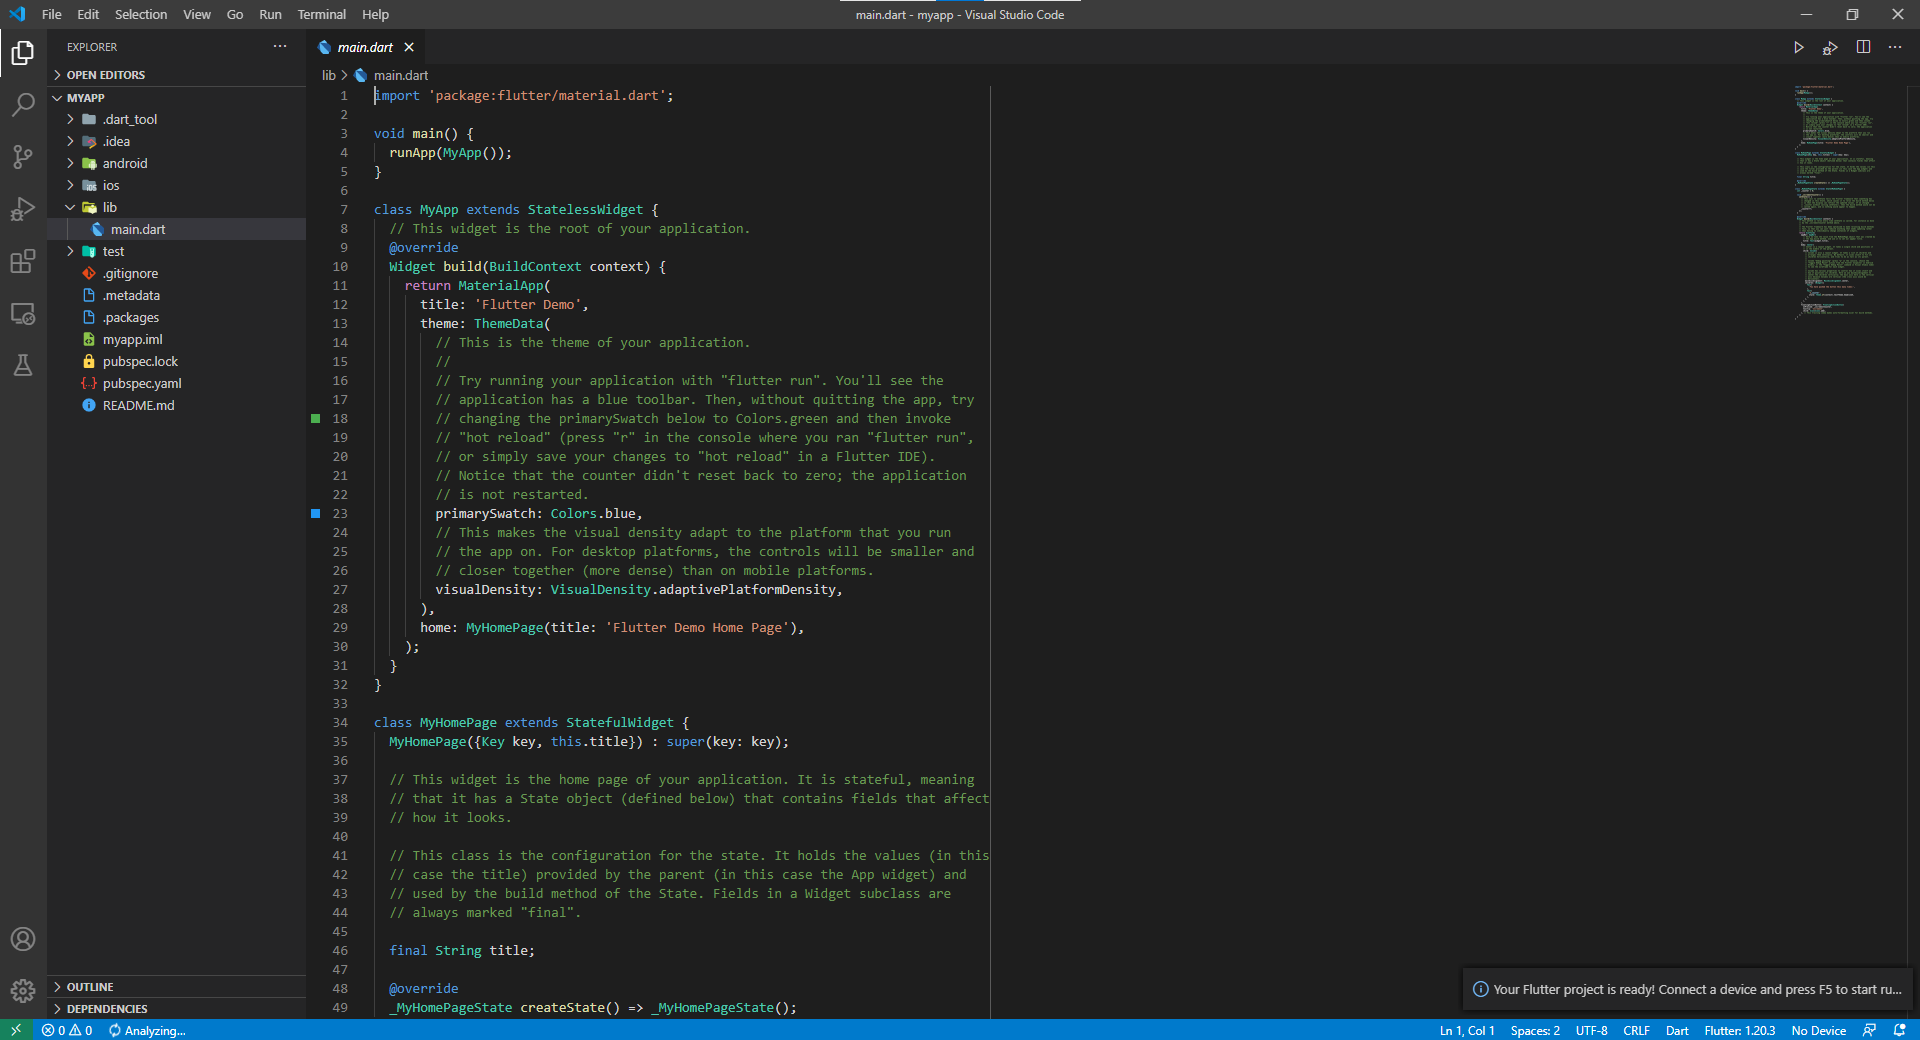 File Edit Selection View Go Run Terminal Help
main.dart - myapp - Visual Studio Code
EXPLORER
OPEN EDITORS
MYAPP
.dart_tool
.idea
android
ios
lib
main.dart
test
.gitignore
.metadata
.packages
myapp.iml
pubspec.lock
pubspec.yaml
README.md
OUTLINE
DEPENDENCIES
main.dart
lib > main.dart
1 import 'package:flutter/material.dart';
2
3 void main() {
4 runApp(MyApp());
5 }
6
7 class MyApp extends StatelessWidget {
8 // This widget is the root of your application.
9 @override
10 Widget build(BuildContext context) {
11 return MaterialApp(
12 title: 'Flutter Demo',
13 theme: ThemeData(
14 // This is the theme of your application.
15 //
16 // Try running your application with "flutter run". You'll see the
17 // application has a blue toolbar. Then, without quitting the app, try
18 // changing the primarySwatch below to Colors.green and then invoke
19 // "hot reload" (press "r" in the console where you ran "flutter run",
20 // or simply save your changes to "hot reload" in a Flutter IDE).
21 // Notice that the counter didn't reset back to zero; the application
22 // is not restarted.
23 primarySwatch: Colors.blue,
24 // This makes the visual density adapt to the platform that you run
25 // the app on. For desktop platforms, the controls will be smaller and
26 // closer together (more dense) than on mobile platforms.
27 visualDensity: VisualDensity.adaptivePlatformDensity,
28 ),
29 home: MyHomePage(title: 'Flutter Demo Home Page'),
30 );
31 }
32 }
33
34 class MyHomePage extends StatefulWidget {
35 MyHomePage({Key key, this.title}) : super(key: key);
36
37 // This widget is the home page of your application. It is stateful, meaning
38 // that it has a State object (defined below) that contains fields that affect
39 // how it looks.
40
41 // This class is the configuration for the state. It holds the values (in this
42 // case the title) provided by the parent (in this case the App widget) and
43 // used by the build method of the State. Fields in a Widget subclass are
44 // always marked "final".
45
46 final String title;
47
48 @override
49 _MyHomePageState createState() => _MyHomePageState();
Your Flutter project is ready! Connect a device and press F5 to start ru...
0 0 Analyzing...
Ln 1, Col 1 Spaces: 2 UTF-8 CRLF Dart Flutter: 1.20.3 No Device